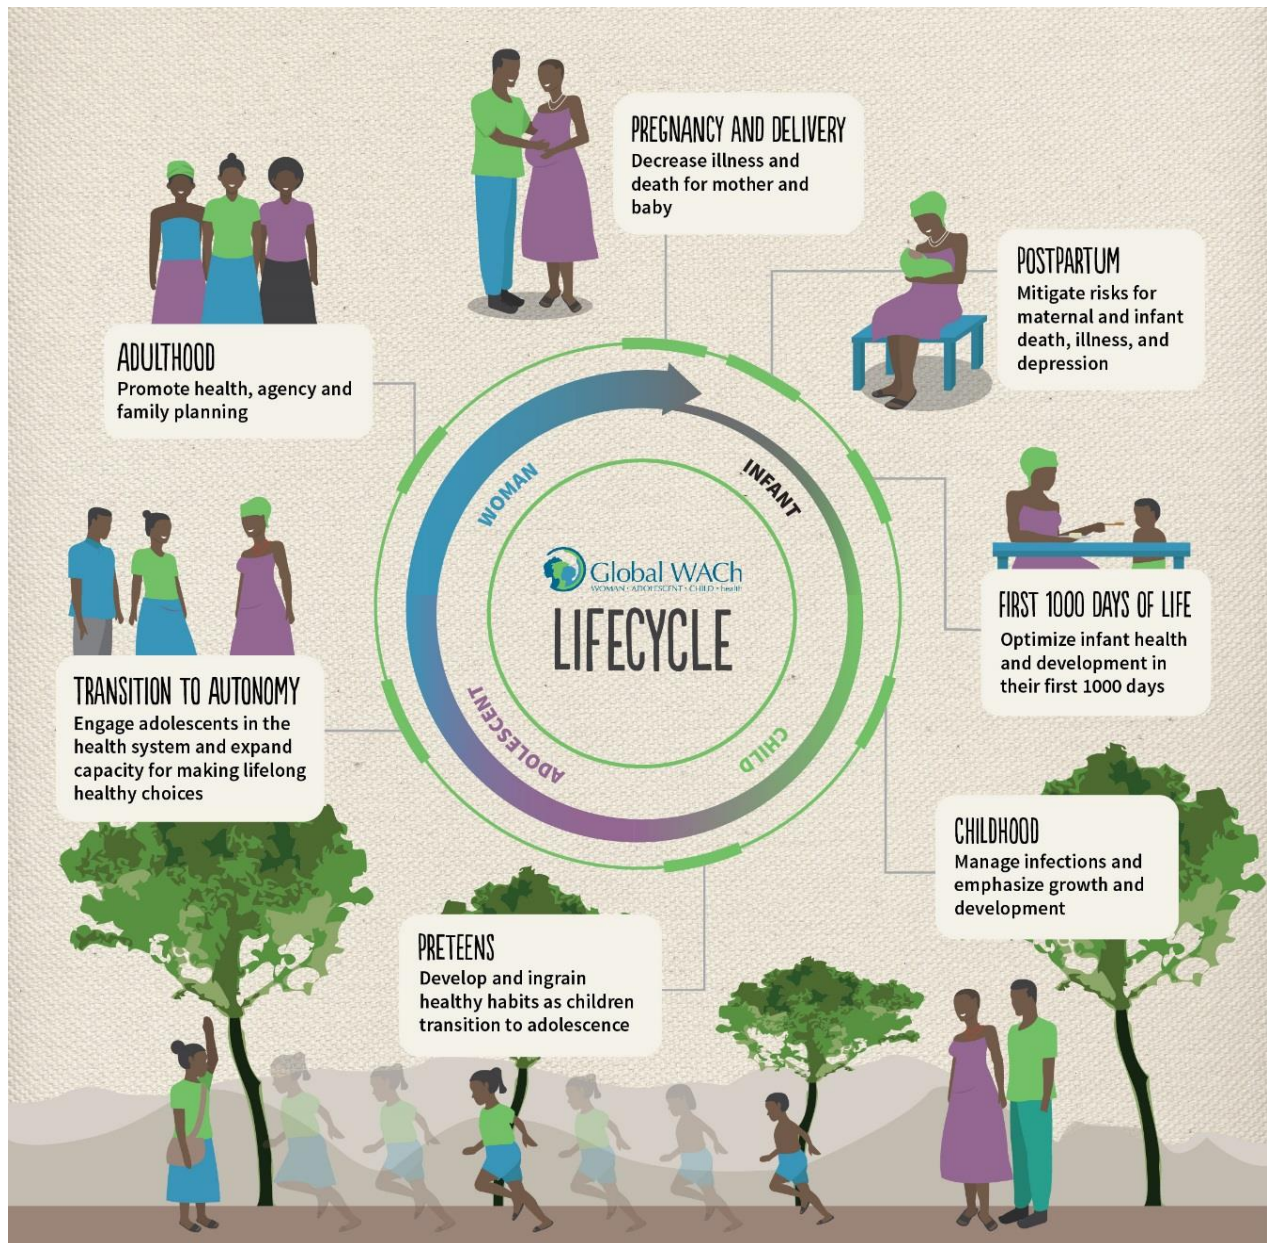 PREGNANCY AND DELIVERY
Decrease illness and
death for mother and
baby
POSTPARTUM
Mitigate risks for
maternal and infant
death, illness, and
depression
FIRST 1000 DAYS OF LIFE
Optimize infant health
and development in
their first 1000 days
CHILDHOOD
Manage infections and
emphasize growth and
development
PRETEENS
Develop and ingrain
healthy habits as children
transition to adolescence
TRANSITION TO AUTONOMY
Engage adolescents in the
health system and expand
capacity for making lifelong
healthy choices
ADULTHOOD
Promote health, agency and
family planning
INFANT
CHILD
ADOLESCENT
WOMAN
Global WACh
WOMAN • ADOLESCENT • CHILD • health
LIFECYCLE